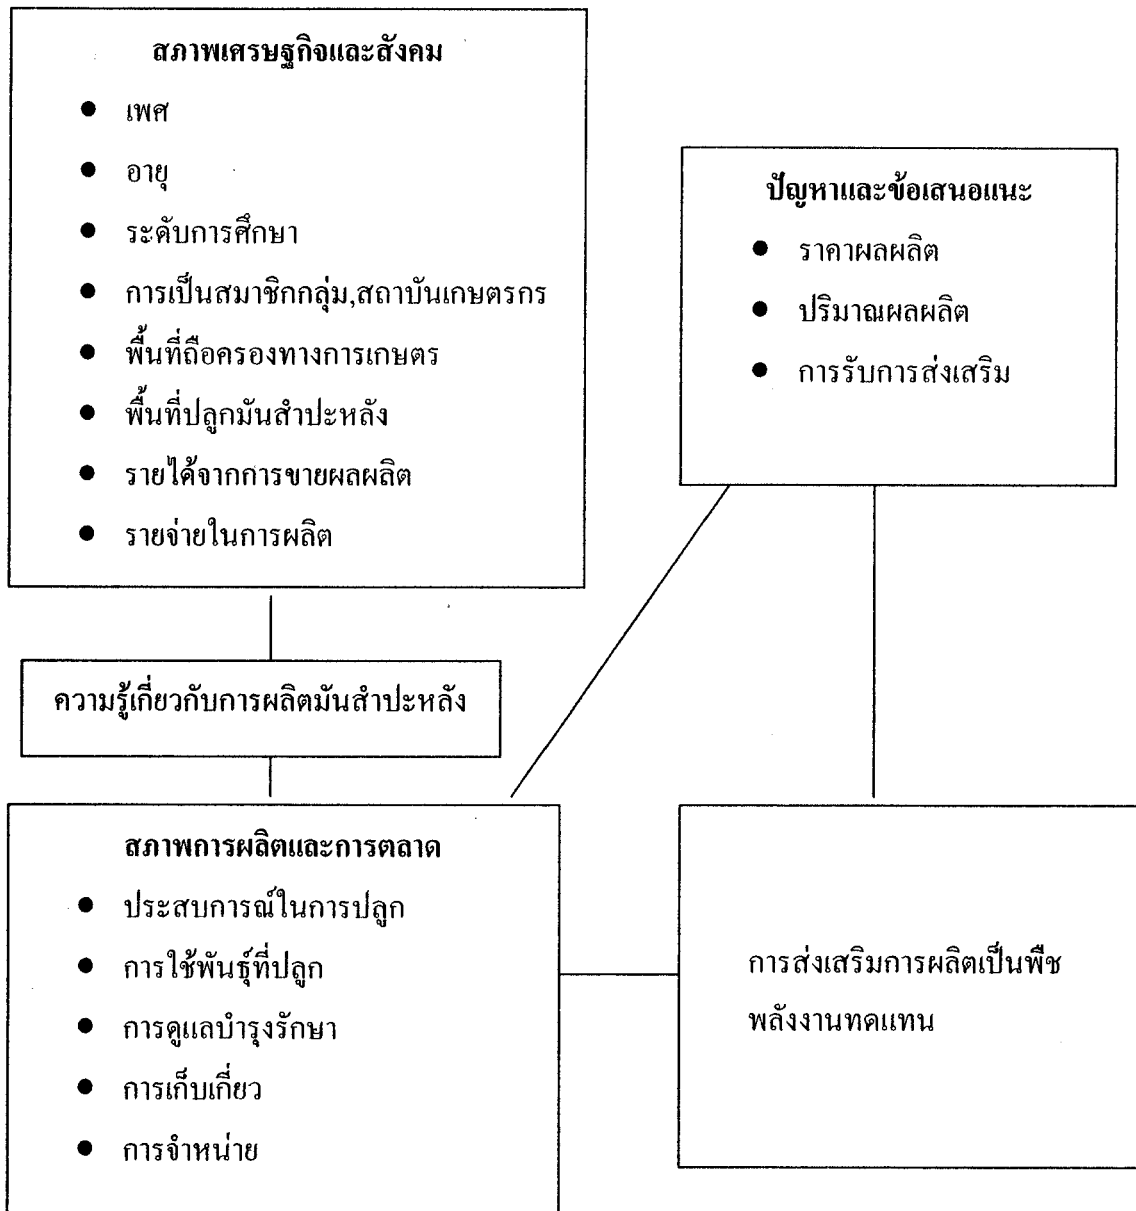 สภาพเศรษฐกิจและสังคม
● เพศ
● อายุ
● ระดับการศึกษา
● การเป็นสมาชิกกลุ่ม,สถาบันเกษตรกร
● พื้นที่ถือครองทางการเกษตร
● พื้นที่ปลูกมันสำปะหลัง
● รายได้จากการขายผลผลิต
● รายจ่ายในการผลิต
ปัญหาและข้อเสนอแนะ
● ราคาผลผลิต
● ปริมาณผลผลิต
● การรับการส่งเสริม
ความรู้เกี่ยวกับการผลิตมันสำปะหลัง
สภาพการผลิตและการตลาด
● ประสบการณ์ในการปลูก
● การใช้พันธุ์ที่ปลูก
● การดูแลบำรุงรักษา
● การเก็บเกี่ยว
● การจำหน่าย
การส่งเสริมการผลิตเป็นพืช
พลังงานทดแทน